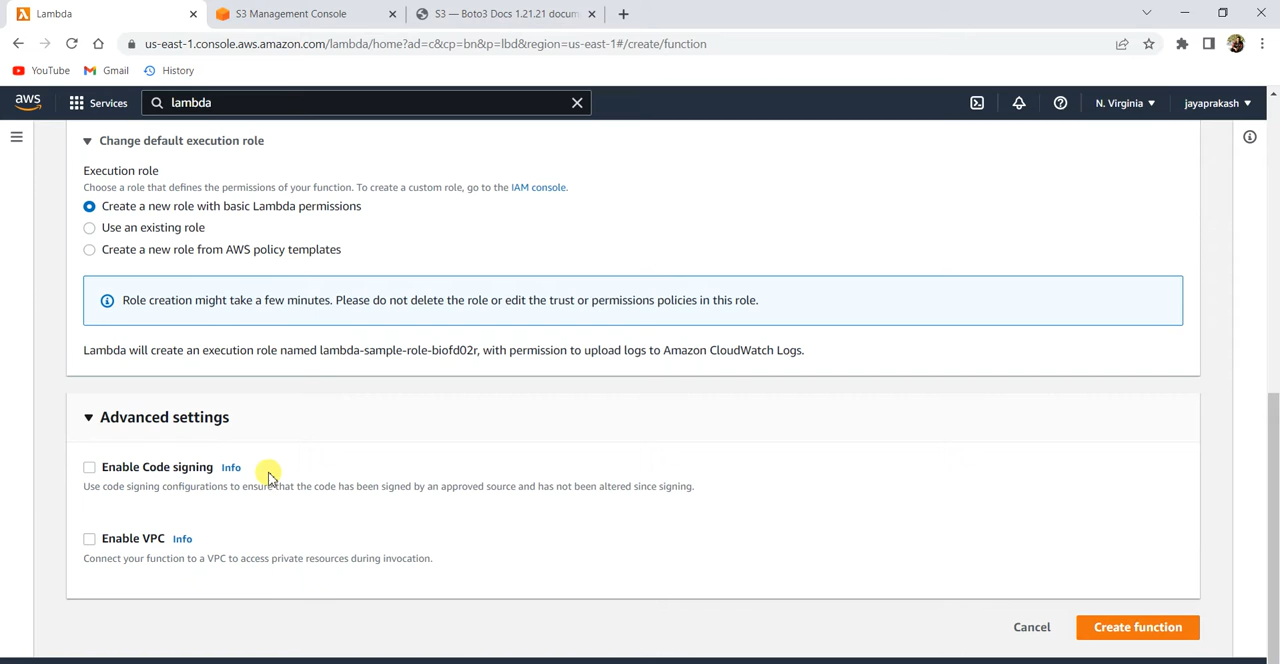 Lambda
S3 Management Console
S3 — Boto3 Docs 1.21.21 docum
us-east-1.console.aws.amazon.com/lambda/home?ad=c&cp=bn&p=lbd&region=us-east-1#/create/function
YouTube
Gmail
History
aws
Services
lambda
N. Virginia
jayaprakash
Change default execution role
Execution role
Choose a role that defines the permissions of your function. To create a custom role, go to the IAM console.
Create a new role with basic Lambda permissions
Use an existing role
Create a new role from AWS policy templates
Role creation might take a few minutes. Please do not delete the role or edit the trust or permissions policies in this role.
Lambda will create an execution role named lambda-sample-role-biofd02r, with permission to upload logs to Amazon CloudWatch Logs.
Advanced settings
Enable Code signing Info
Use code signing configurations to ensure that the code has been signed by an approved source and has not been altered since signing.
Enable VPC Info
Connect your function to a VPC to access private resources during invocation.
Cancel
Create function